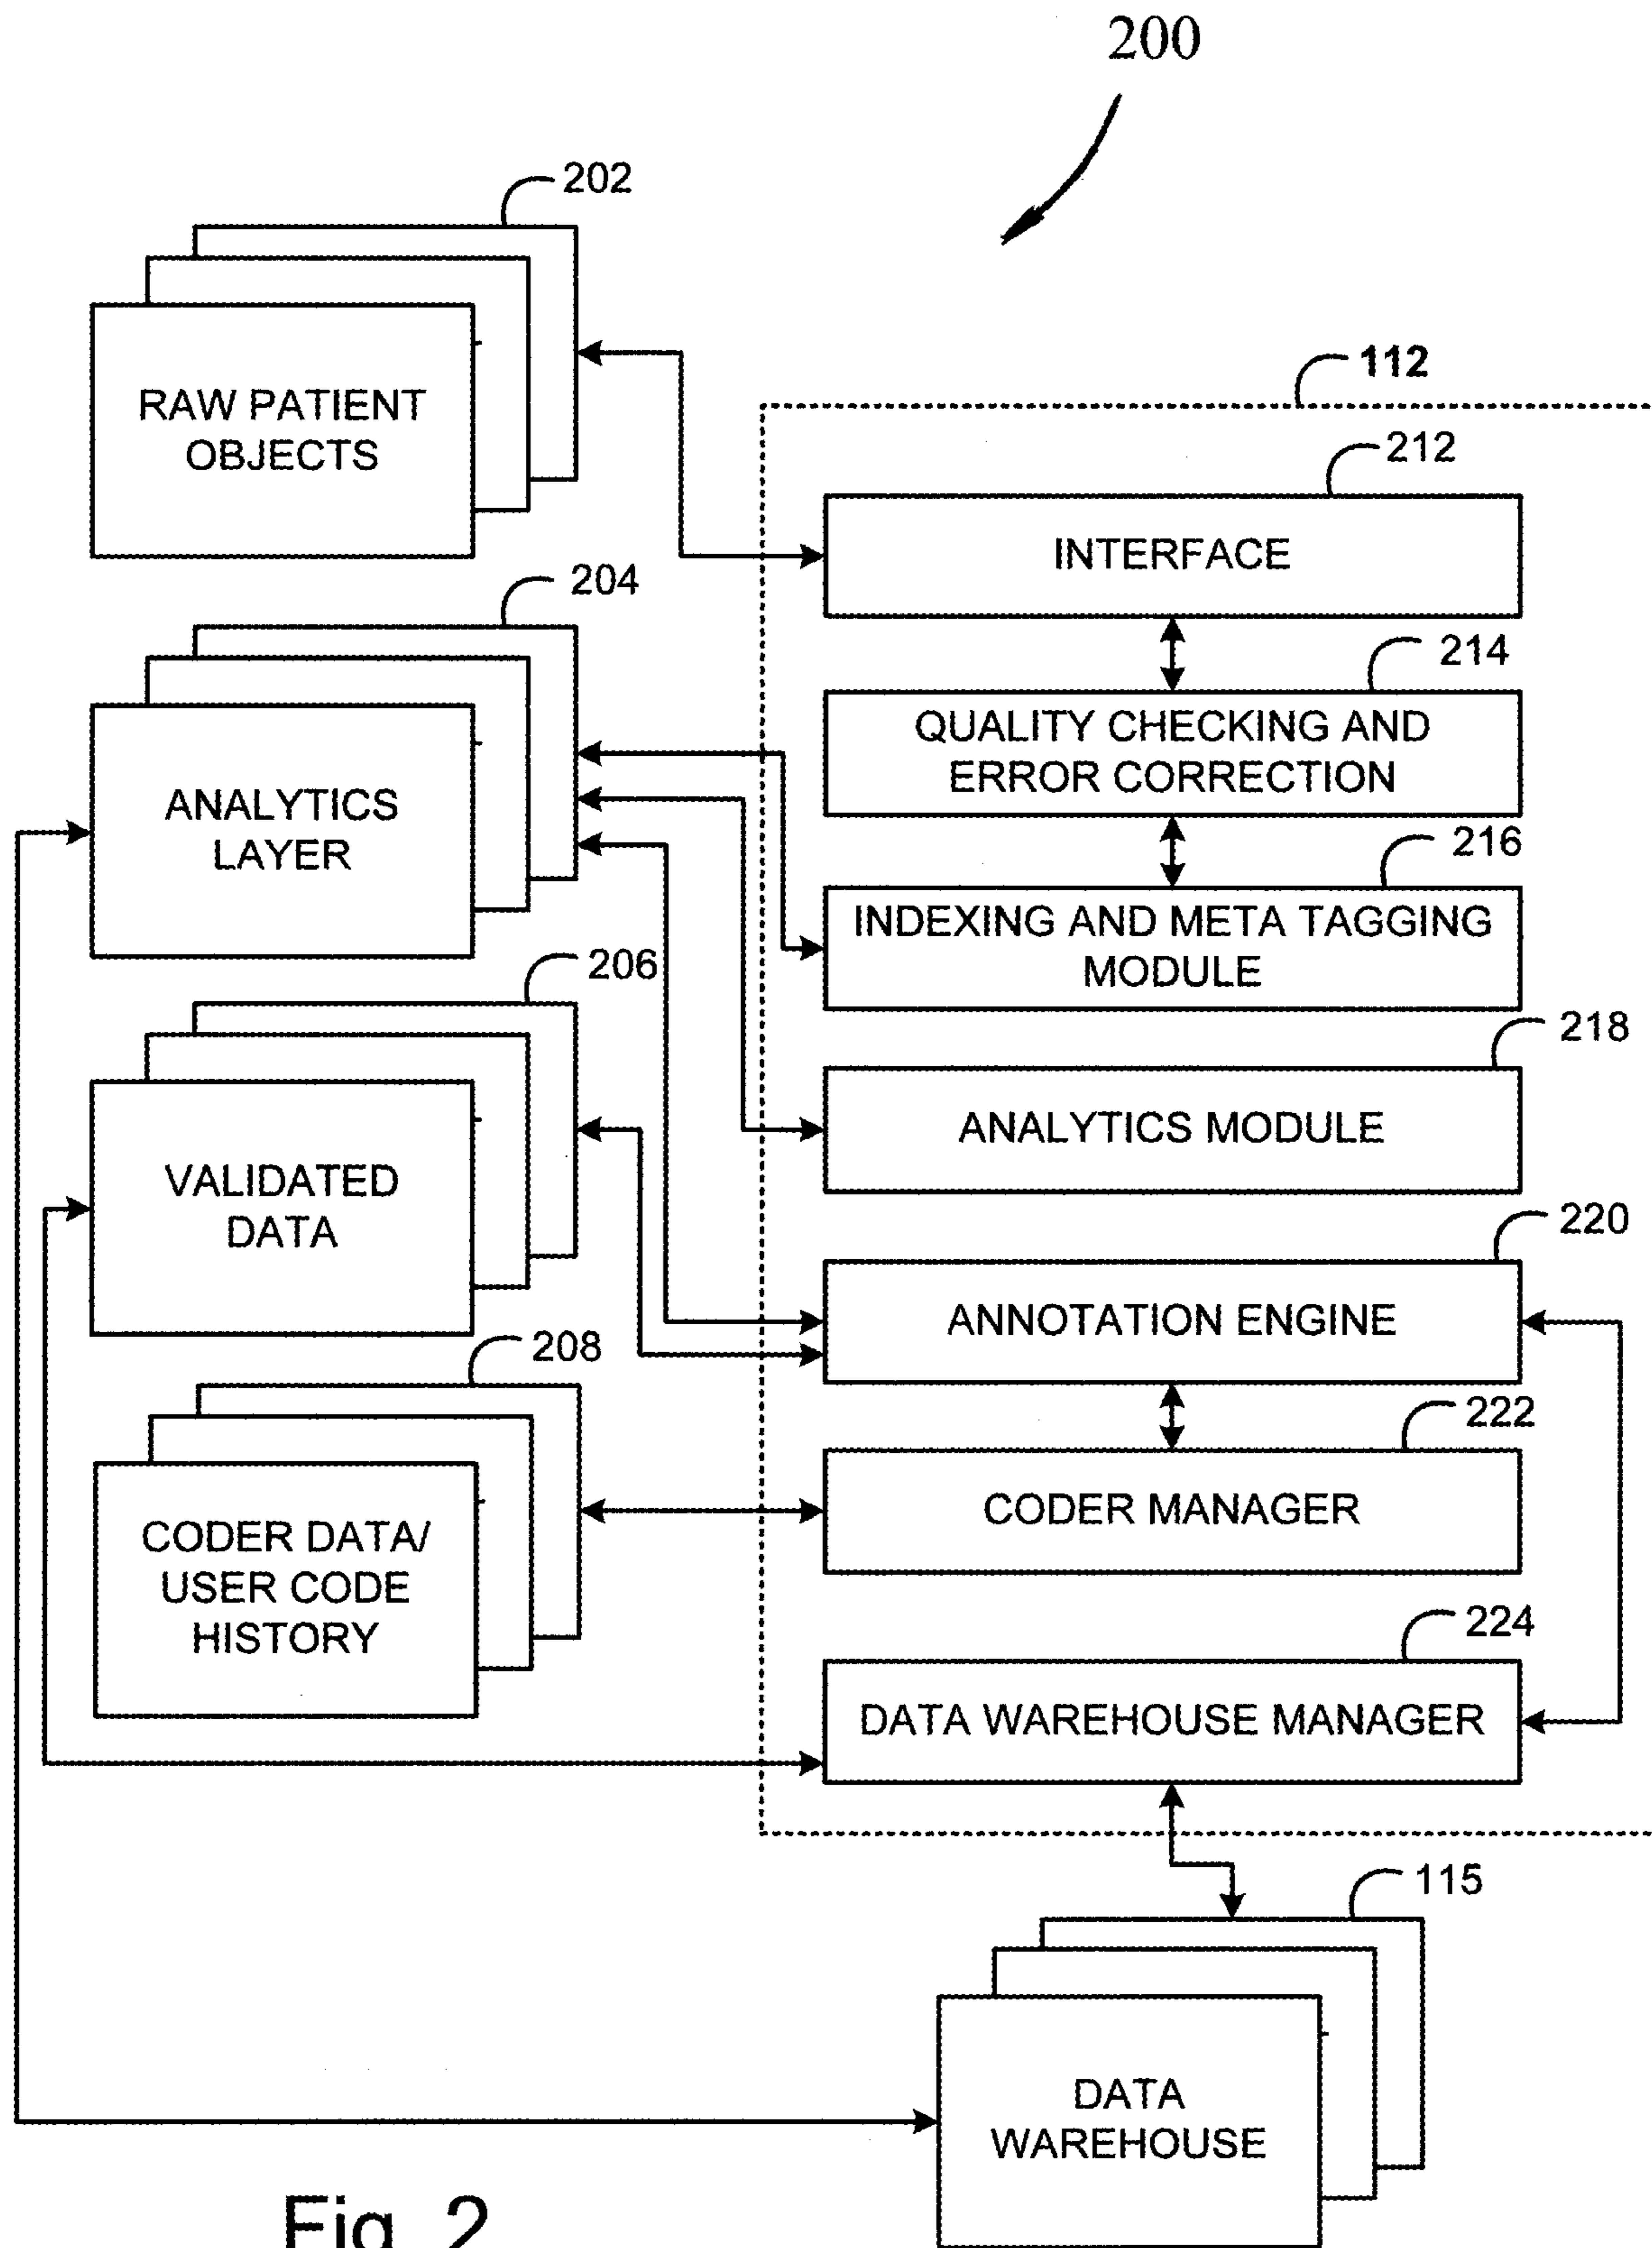 200
202
RAW PATIENT
OBJECTS
112
212
INTERFACE
204
214
QUALITY CHECKING AND
ERROR CORRECTION
ANALYTICS
LAYER
216
INDEXING AND META TAGGING
MODULE
206
218
ANALYTICS MODULE
VALIDATED
DATA
220
ANNOTATION ENGINE
208
222
CODER MANAGER
CODER DATA/
USER CODE
HISTORY
224
DATA WAREHOUSE MANAGER
115
DATA
WAREHOUSE
Fig. 2